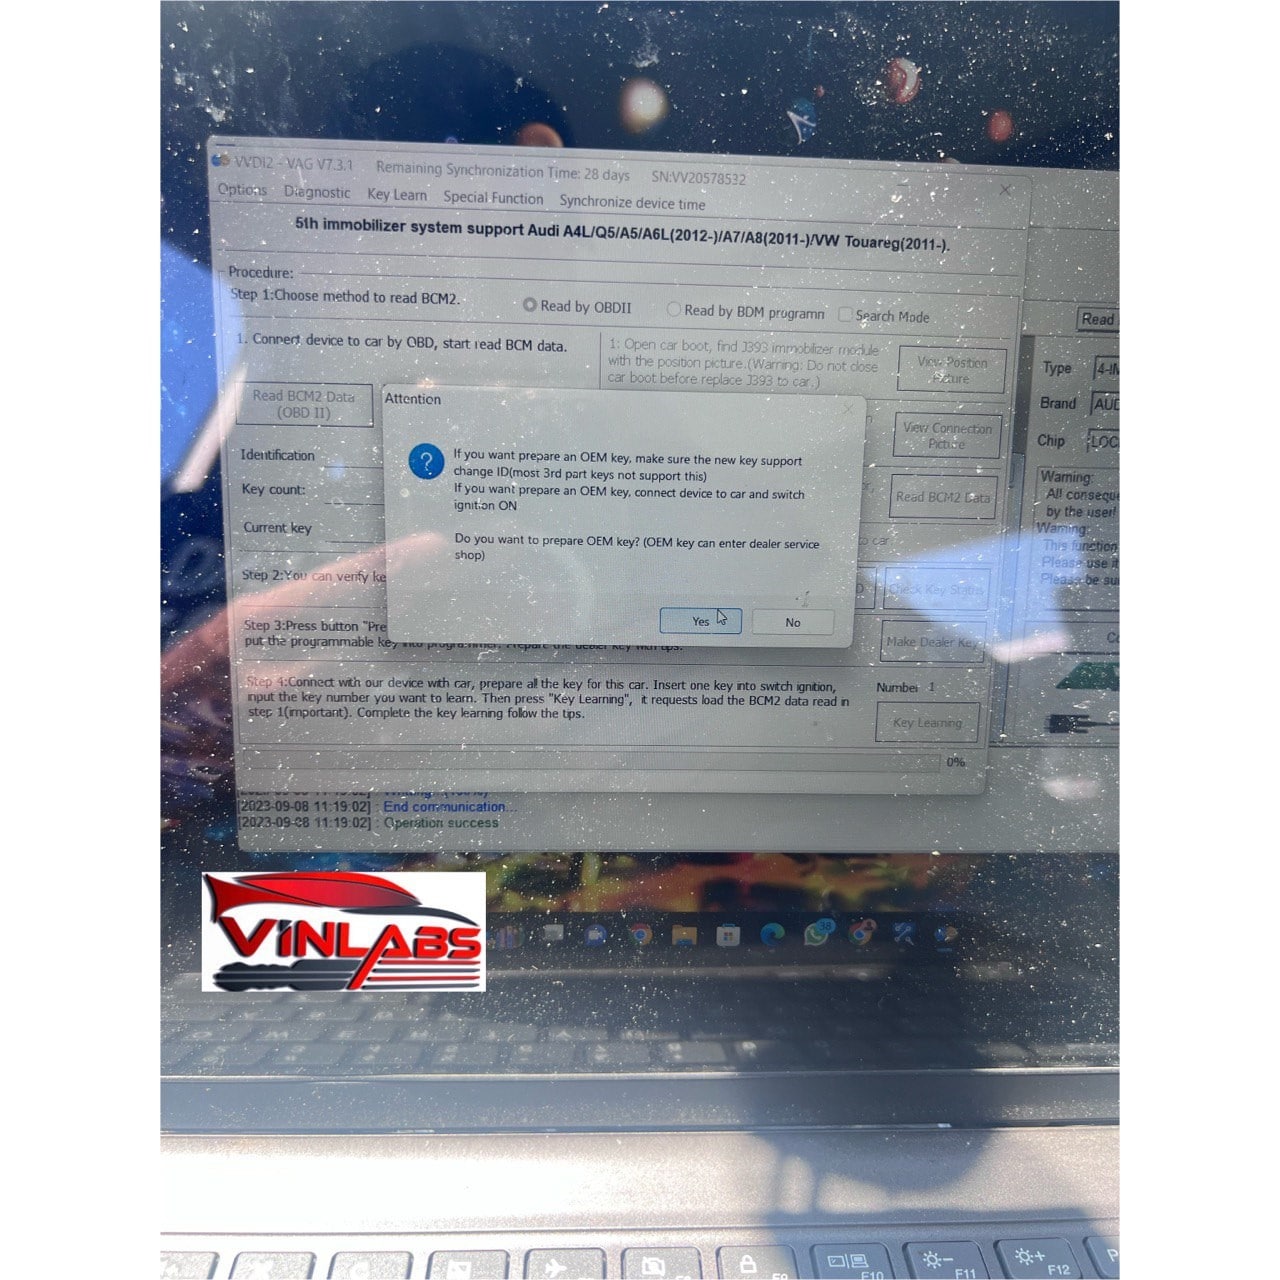 VVDI2 - VAG V7.3.1 Remaining Synchronization Time: 28 days SN:VV20578532
Options Diagnostic Key Learn Special Function Synchronize device time
5th immobilizer system support Audi A4L/Q5/A5/A6L(2012-)/A7/A8(2011-)/VW Touareg(2011-).
Procedure:
Step 1:Choose method to read BCM2.
Read by OBDII
Read by BDM programn
Search Mode
1. Connect device to car by OBD, start read BCM data.
1: Open car boot, find J393 immobilizer module
with the position picture.(Warning: Do not close
car boot before replace J393 to car.)
View Position
Picture
Read BCM2 Data
(OBD II)
Attention
If you want prepare an OEM key, make sure the new key support
change ID(most 3rd part keys not support this)
If you want prepare an OEM key, connect device to car and switch
ignition ON
Do you want to prepare OEM key? (OEM key can enter dealer service
shop)
Yes
No
View Connection
Picture
Identification
Key count:
Read BCM2 Data
Current key
car
Step 2:You can verify ke
Check Key Status
Step 3:Press button "Pre
put the programmable key into programmer. Prepare the dealer key with tips.
Make Dealer Key
Step 4:Connect with our device with car, prepare all the key for this car. Insert one key into switch ignition,
input the key number you want to learn. Then press "Key Learning", it requests load the BCM2 data read in
step 1(important). Complete the key learning follow the tips.
Number 1
Key Learning
0%
[2023-09-08 11:19:02] : End communication...
[2023-09-08 11:19:02] : Operation success
Read
Type 4-IM
Brand AUD
Chip LOC
Warning:
All conseque
by the user!
Warning:
This function
Please use it
Please be su
Co
VINLABS
38
F10
F11
F12
P